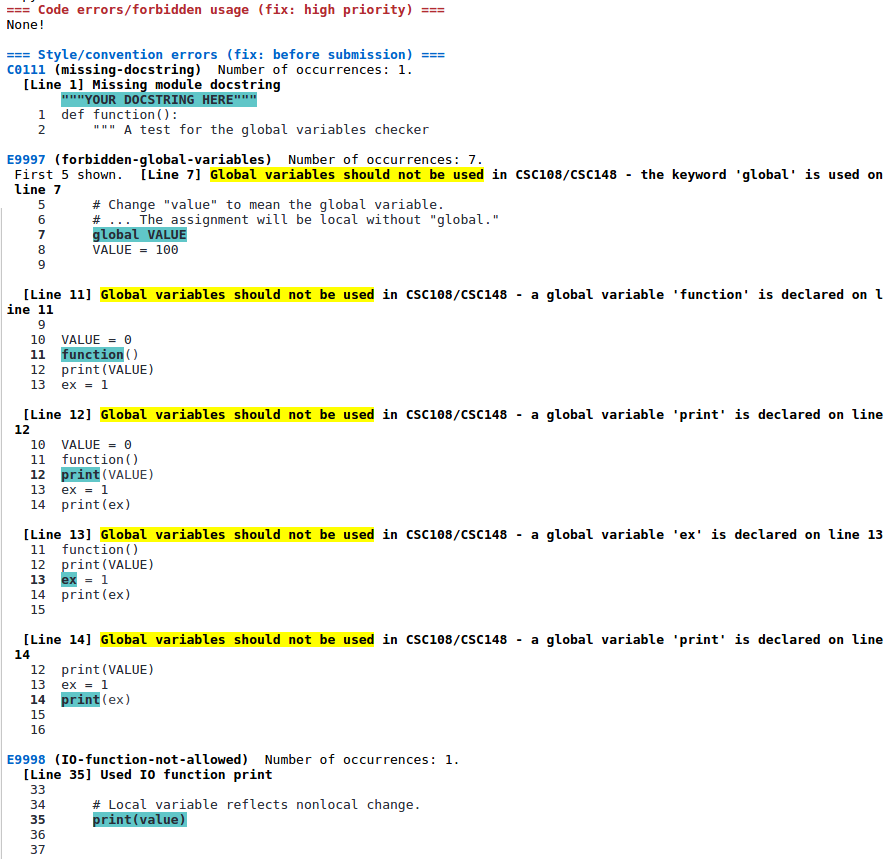 === Code errors/forbidden usage (fix: high priority) ===
None!
=== Style/convention errors (fix: before submission) ===
C0111 (missing-docstring)  Number of occurrences: 1.
  [Line 1] Missing module docstring
       """YOUR DOCSTRING HERE"""
    1  def function():
    2      """ A test for the global variables checker
E9997 (forbidden-global-variables)  Number of occurrences: 7.
 First 5 shown.  [Line 7] Global variables should not be used in CSC108/CSC148 - the keyword 'global' is used on
 line 7
    5      # Change "value" to mean the global variable.
    6      # ... The assignment will be local without "global."
    7      global VALUE
    8      VALUE = 100
    9
  [Line 11] Global variables should not be used in CSC108/CSC148 - a global variable 'function' is declared on l
ine 11
    9
   10  VALUE = 0
   11  function()
   12  print(VALUE)
   13  ex = 1
  [Line 12] Global variables should not be used in CSC108/CSC148 - a global variable 'print' is declared on line
 12
   10  VALUE = 0
   11  function()
   12  print(VALUE)
   13  ex = 1
   14  print(ex)
  [Line 13] Global variables should not be used in CSC108/CSC148 - a global variable 'ex' is declared on line 13
   11  function()
   12  print(VALUE)
   13  ex = 1
   14  print(ex)
   15
  [Line 14] Global variables should not be used in CSC108/CSC148 - a global variable 'print' is declared on line
 14
   12  print(VALUE)
   13  ex = 1
   14  print(ex)
   15
   16
E9998 (IO-function-not-allowed)  Number of occurrences: 1.
  [Line 35] Used IO function print
   33
   34      # Local variable reflects nonlocal change.
   35      print(value)
   36
   37